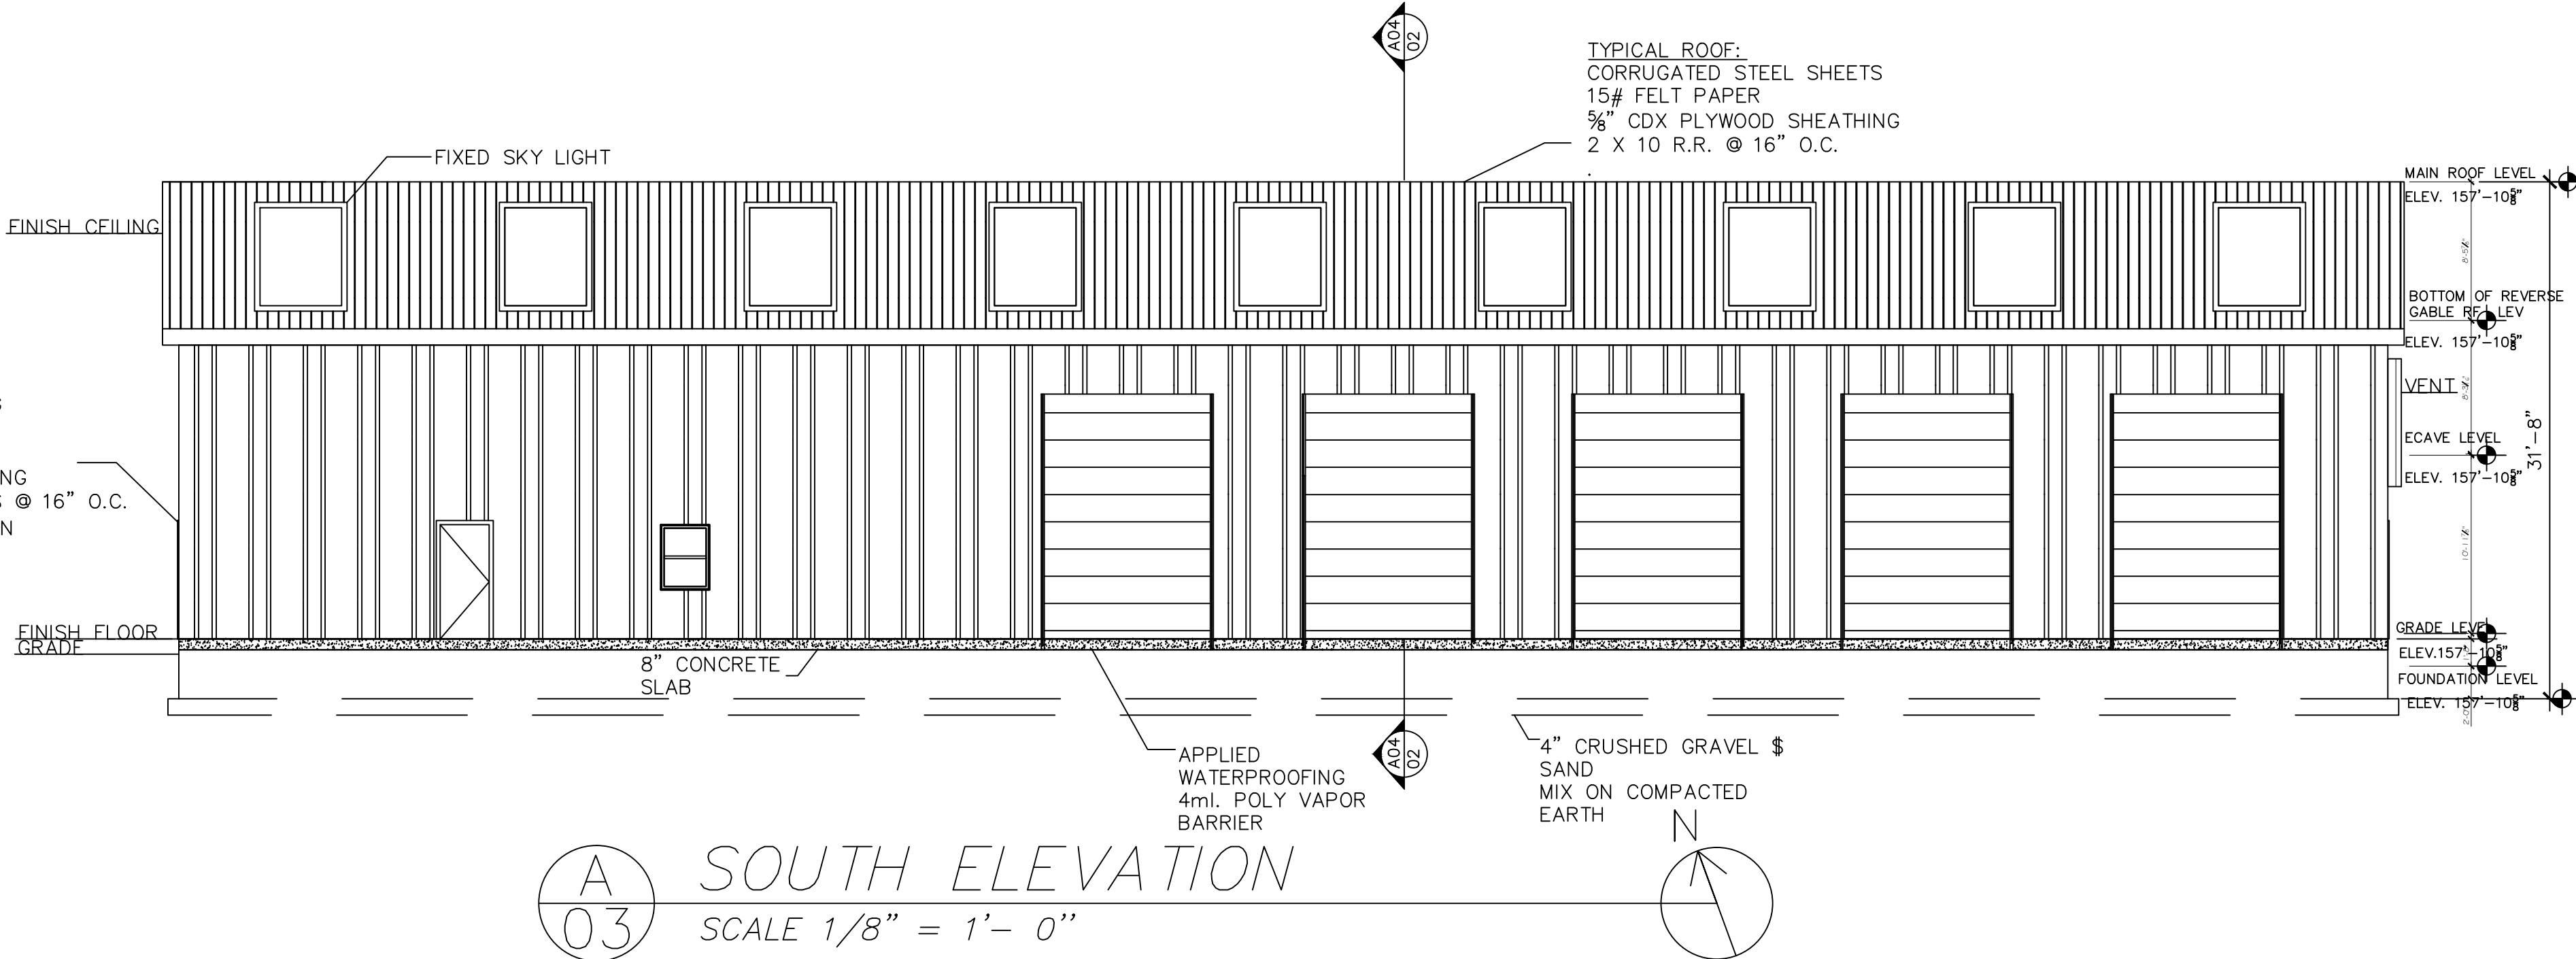 A04
02
TYPICAL ROOF:
CORRUGATED STEEL SHEETS
15# FELT PAPER
⅝" CDX PLYWOOD SHEATHING
2 X 10 R.R. @ 16" O.C.
.
FIXED SKY LIGHT
FINISH CEILING
MAIN ROOF LEVEL
ELEV. 157'-10⅝"
BOTTOM OF REVERSE
GABLE RF LEV
ELEV. 157'-10⅝"
VENT
ECAVE LEVEL
ELEV. 157'-10⅝"
31'-8"
S
NG
S @ 16" O.C.
N
FINISH FLOOR
GRADE
GRADE LEVEL
ELEV.157'-10⅝"
FOUNDATION LEVEL
ELEV. 157'-10⅝"
8" CONCRETE
SLAB
APPLIED
WATERPROOFING
4ml. POLY VAPOR
BARRIER
A04
02
4" CRUSHED GRAVEL $
SAND
MIX ON COMPACTED
EARTH
N
A
03
SOUTH ELEVATION
SCALE 1/8" = 1'- 0"